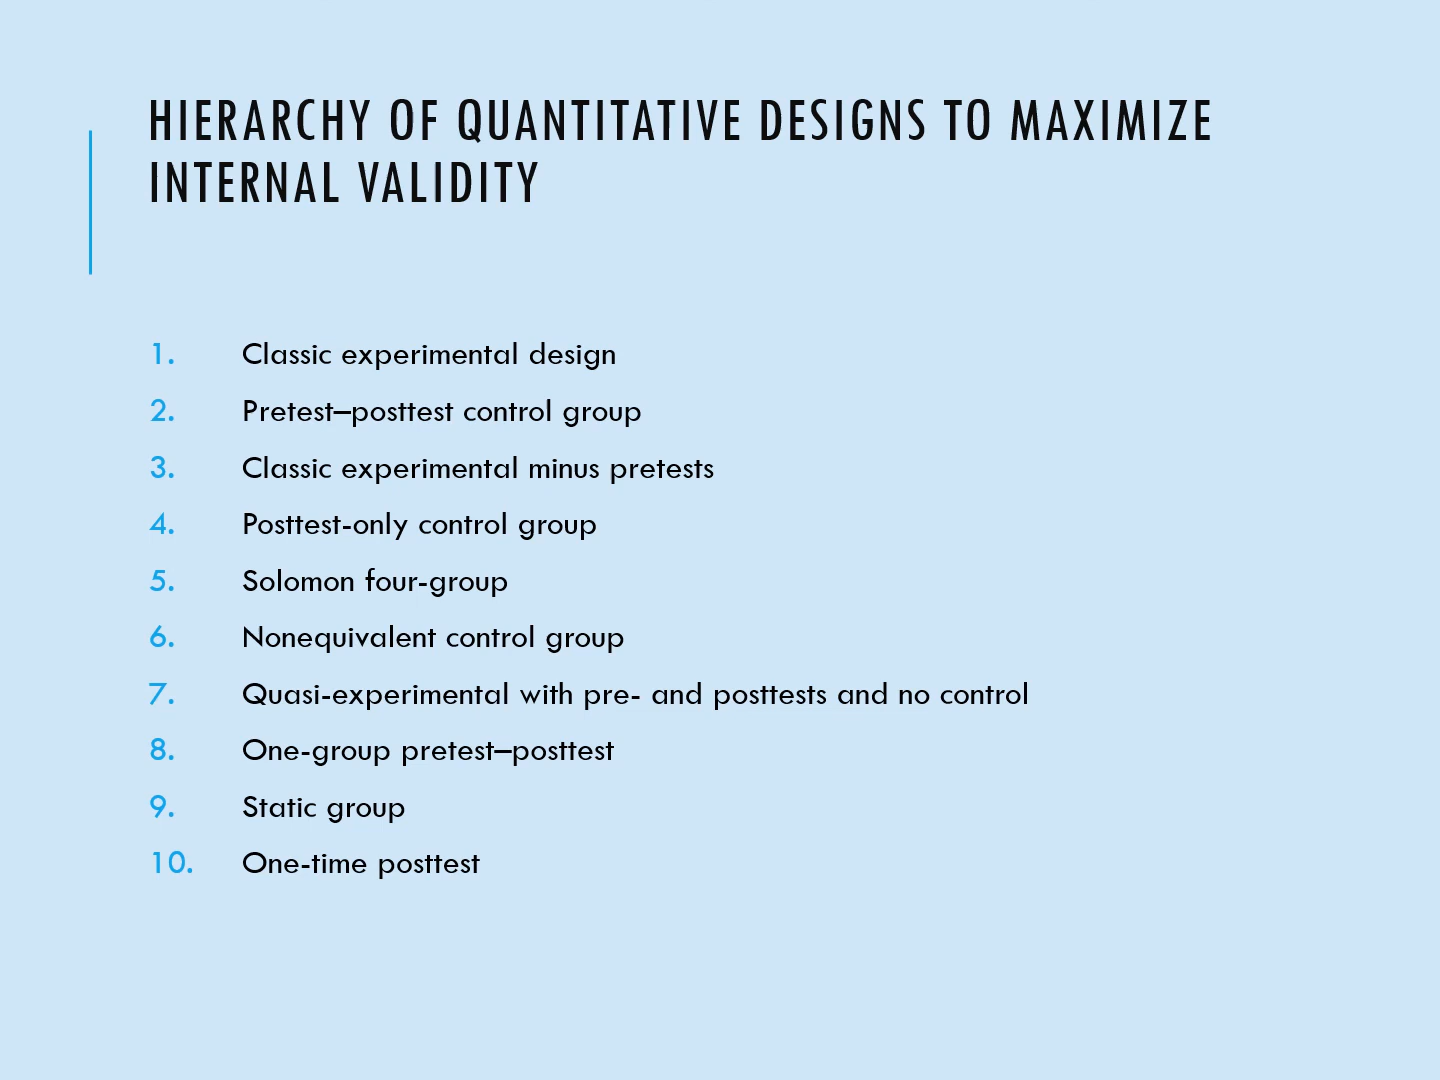 HIERARCHY OF QUANTITATIVE DESIGNS TO MAXIMIZE
INTERNAL VALIDITY
1. Classic experimental design
2. Pretest–posttest control group
3. Classic experimental minus pretests
4. Posttest-only control group
5. Solomon four-group
6. Nonequivalent control group
7. Quasi-experimental with pre- and posttests and no control
8. One-group pretest–posttest
9. Static group
10. One-time posttest